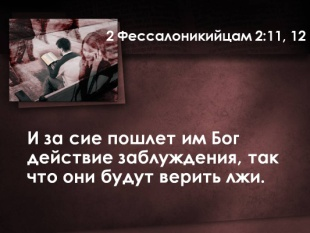 2 Фессалоникийцам 2:11, 12
И за сие пошлет им Бог
действие заблуждения, так
что они будут верить лжи.